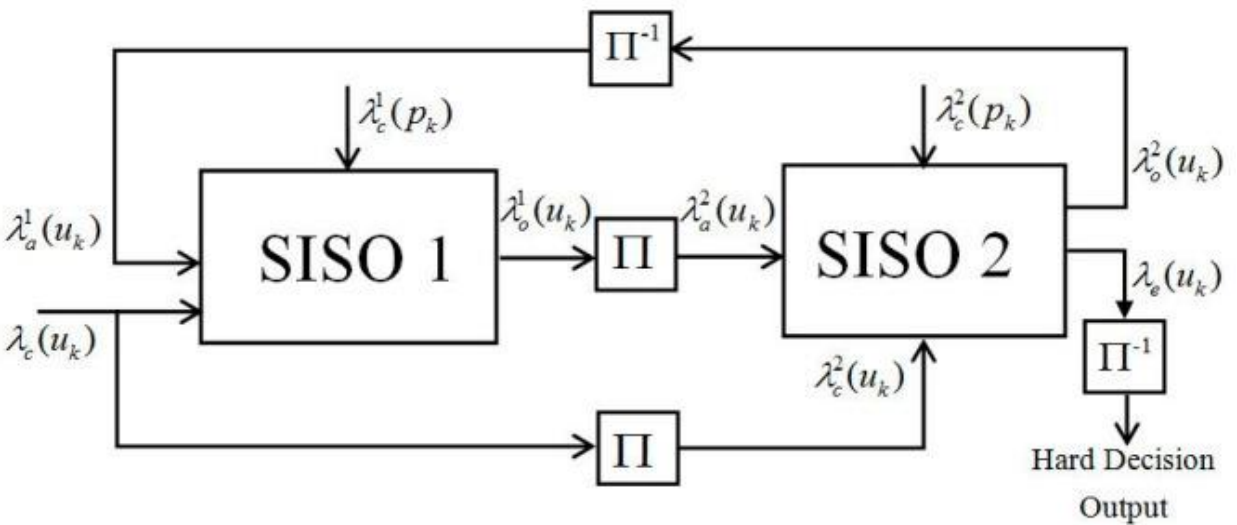 Π⁻¹
λ_c^1(p_k)
λ_c^2(p_k)
λ_o^2(u_k)
λ_a^1(u_k)
SISO 1
λ_o^1(u_k)
Π
λ_a^2(u_k)
SISO 2
λ_e(u_k)
λ_c(u_k)
Π⁻¹
λ_c^2(u_k)
Π
Hard Decision
Output